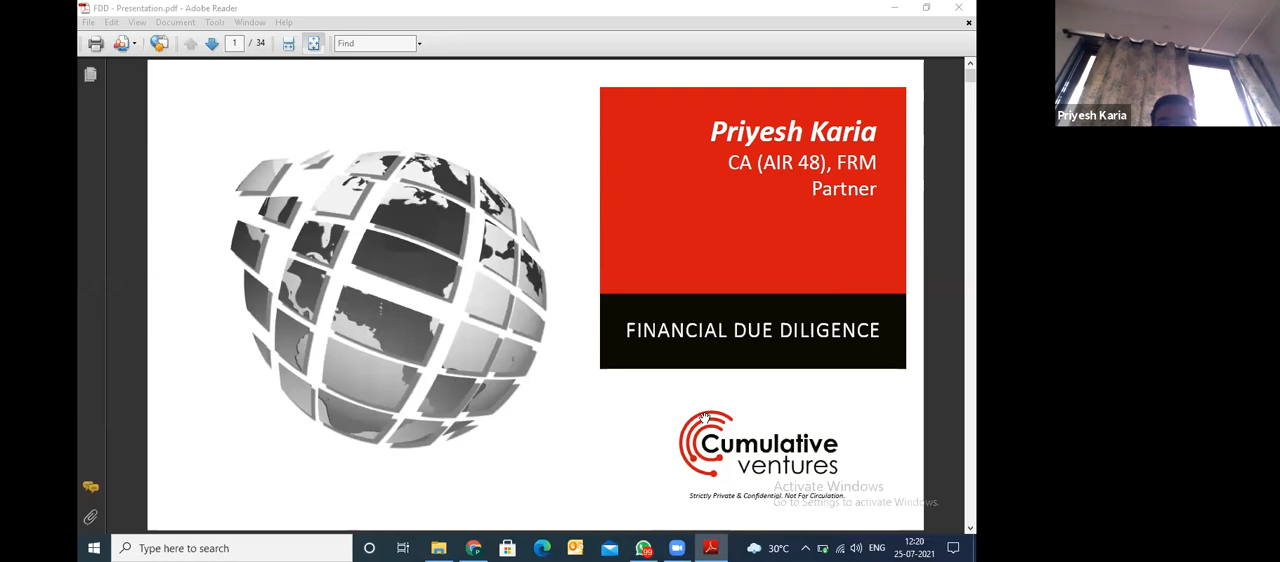 FDD - Presentation.pdf - Adobe Reader
File Edit View Document Tools Window Help
1 / 34 Find
Priyesh Karia
CA (AIR 48), FRM
Partner
FINANCIAL DUE DILIGENCE
Cumulative
ventures
Strictly Private & Confidential. Not For Circulation.
Activate Windows
Go to Settings to activate Windows.
Priyesh Karia
Type here to search
99
30°C
ENG
12:20
25-07-2021